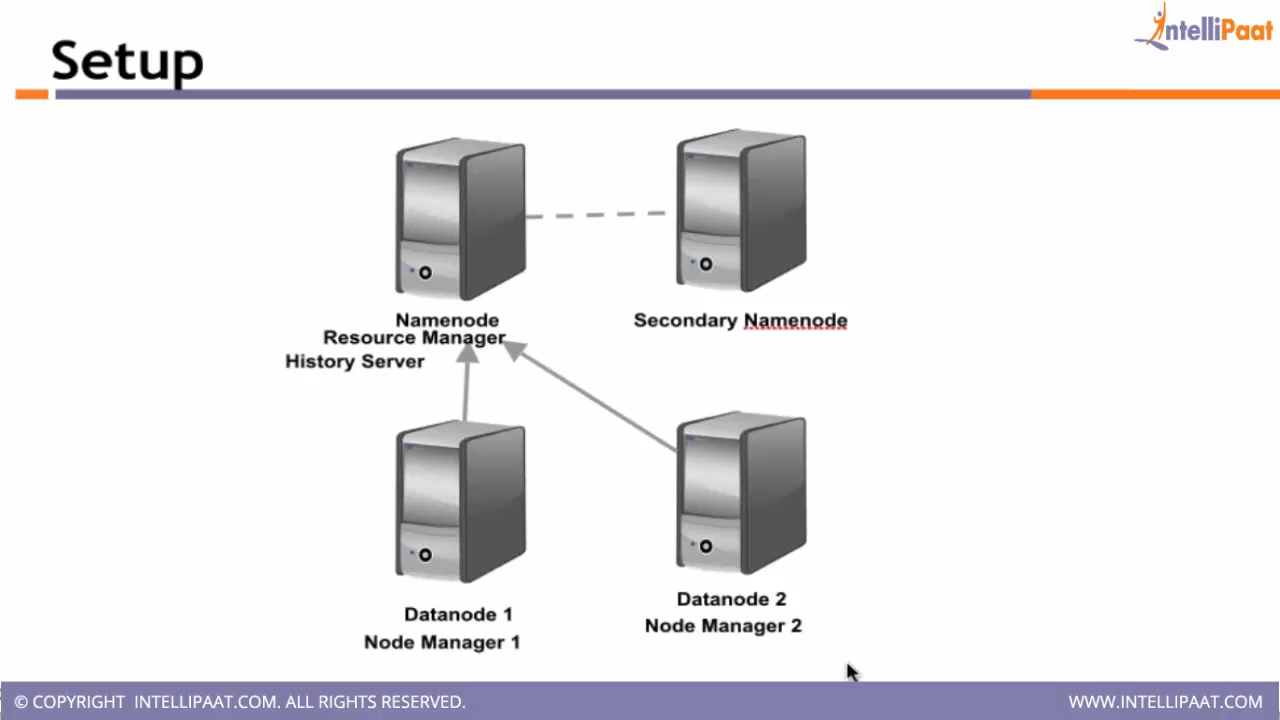 IntelliPaat
Setup
Namenode
Resource Manager
History Server
Secondary Namenode
Datanode 1
Node Manager 1
Datanode 2
Node Manager 2
© COPYRIGHT INTELLIPAAT.COM. ALL RIGHTS RESERVED.
WWW.INTELLIPAAT.COM